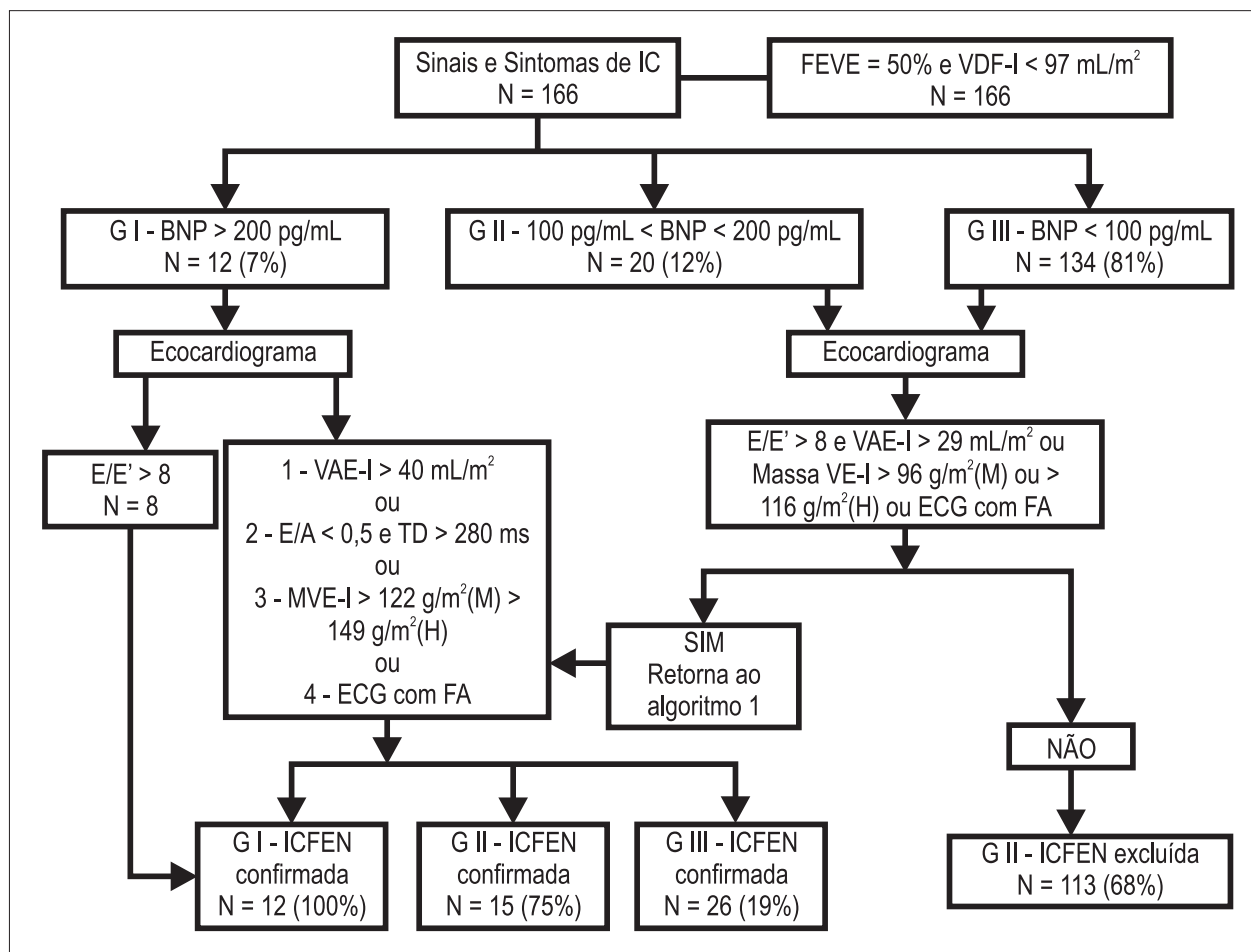 Sinais e Sintomas de IC
N = 166
FEVE = 50% e VDF-I < 97 mL/m²
N = 166
G I - BNP > 200 pg/mL
N = 12 (7%)
G II - 100 pg/mL < BNP < 200 pg/mL
N = 20 (12%)
G III - BNP < 100 pg/mL
N = 134 (81%)
Ecocardiograma
Ecocardiograma
E/E' > 8
N = 8
1 - VAE-I > 40 mL/m²
ou
2 - E/A < 0,5 e TD > 280 ms
ou
3 - MVE-I > 122 g/m²(M) >
149 g/m²(H)
ou
4 - ECG com FA
E/E' > 8 e VAE-I > 29 mL/m² ou
Massa VE-I > 96 g/m²(M) ou >
116 g/m²(H) ou ECG com FA
SIM
Retorna ao
algoritmo 1
NÃO
G I - ICFEN
confirmada
N = 12 (100%)
G II - ICFEN
confirmada
N = 15 (75%)
G III - ICFEN
confirmada
N = 26 (19%)
G II - ICFEN excluída
N = 113 (68%)